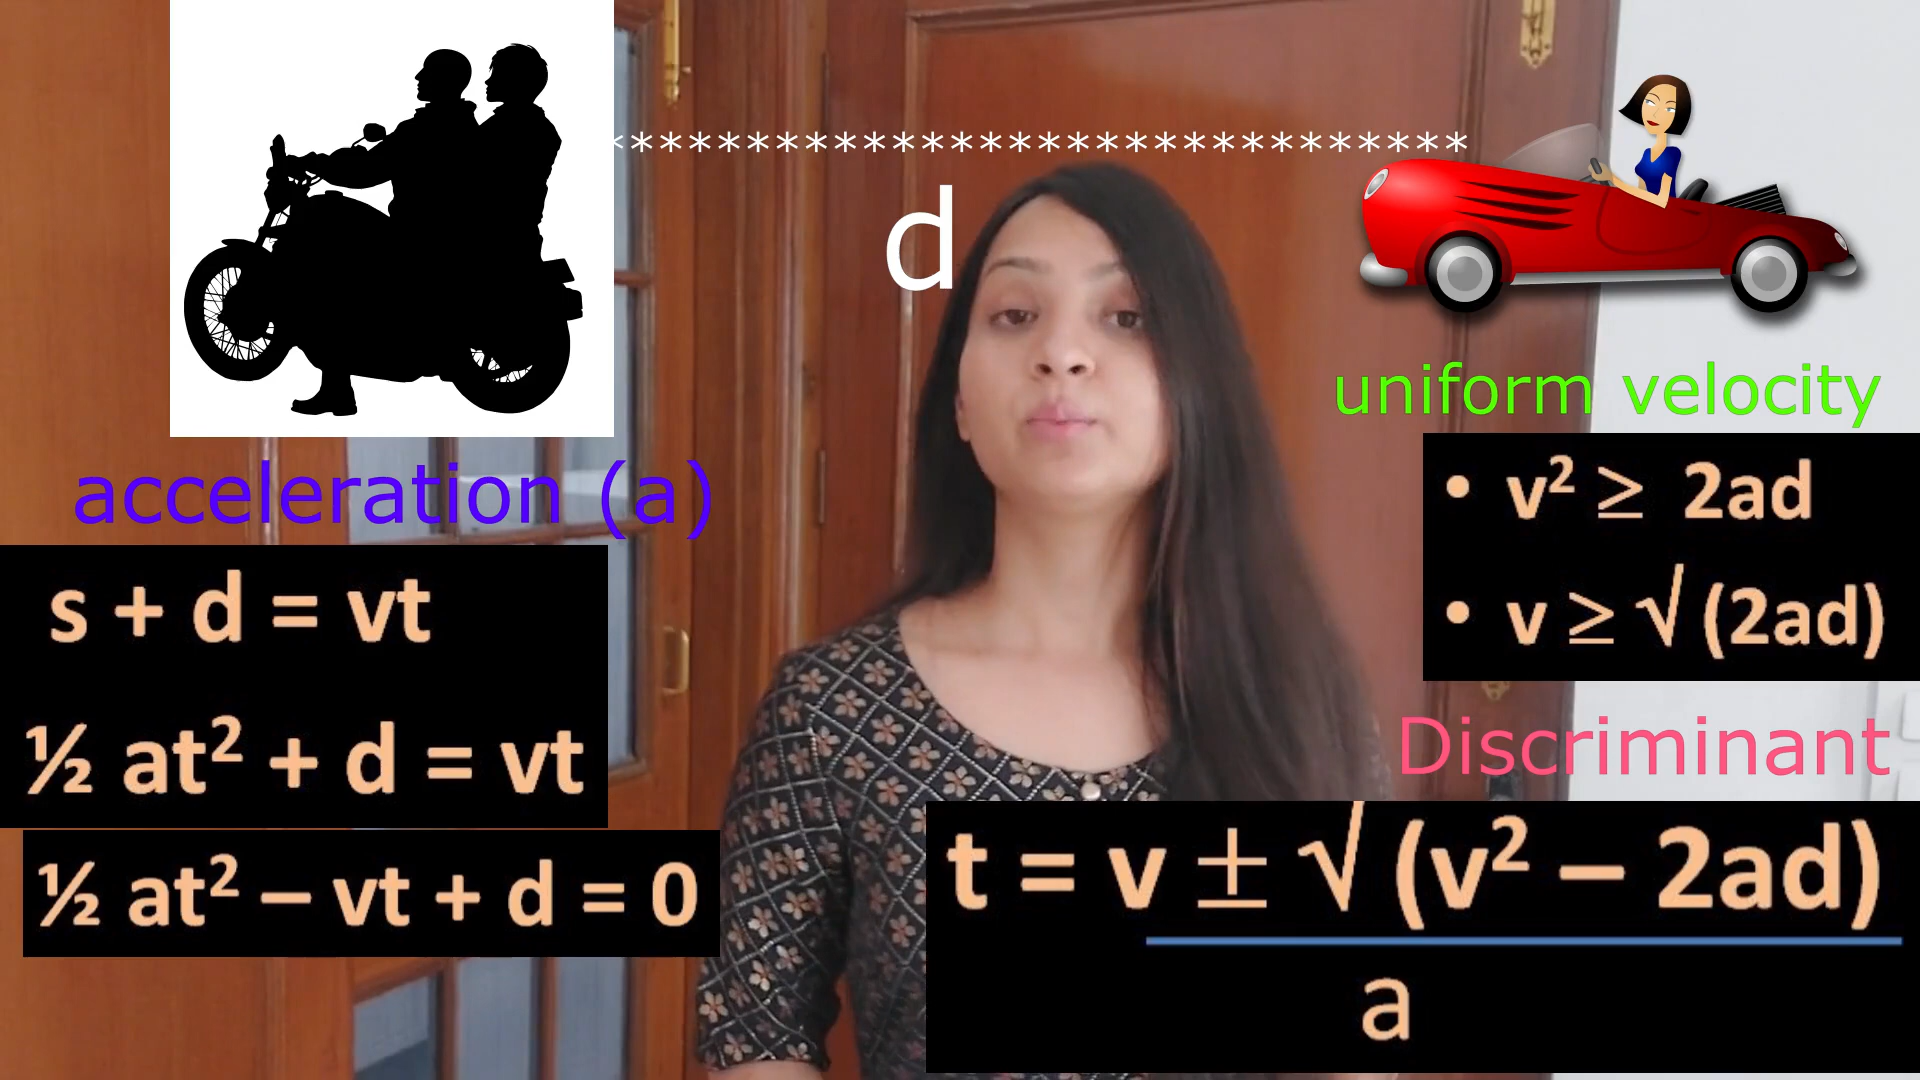 *****************************
d
uniform velocity
acceleration (a)
• v² ≥ 2ad
• v ≥ √ (2ad)
s + d = vt
½ at² + d = vt
½ at² – vt + d = 0
Discriminant
t = v ± √ (v² – 2ad)
a